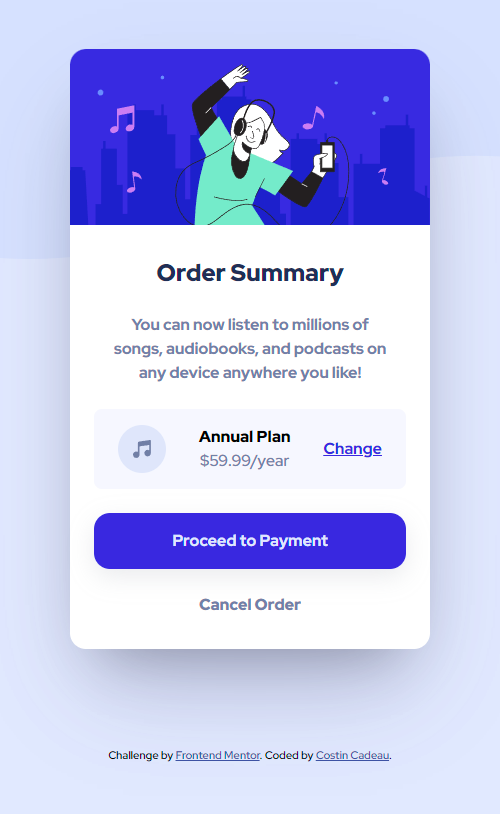 Order Summary
You can now listen to millions of
songs, audiobooks, and podcasts on
any device anywhere you like!
Annual Plan
$59.99/year
Change
Proceed to Payment
Cancel Order
Challenge by Frontend Mentor. Coded by Costin Cadeau.